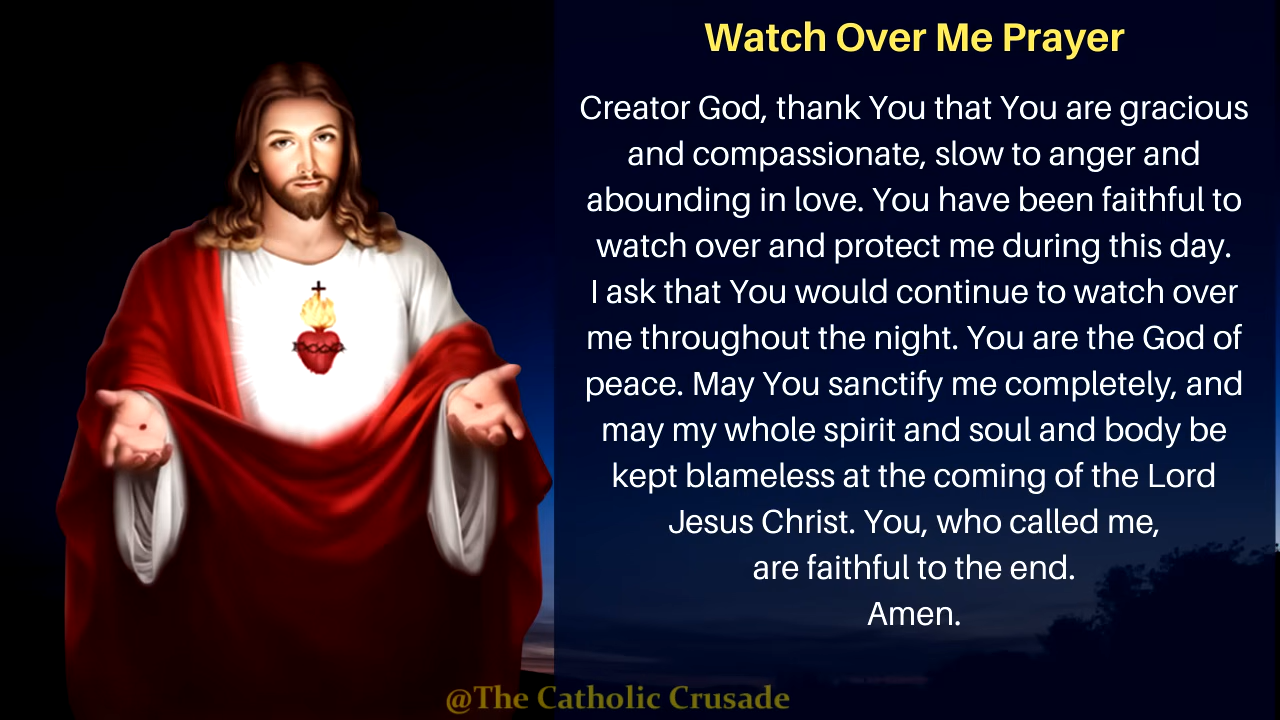 Watch Over Me Prayer
Creator God, thank You that You are gracious
and compassionate, slow to anger and
abounding in love. You have been faithful to
watch over and protect me during this day.
I ask that You would continue to watch over
me throughout the night. You are the God of
peace. May You sanctify me completely, and
may my whole spirit and soul and body be
kept blameless at the coming of the Lord
Jesus Christ. You, who called me,
are faithful to the end.
Amen.
@The Catholic Crusade